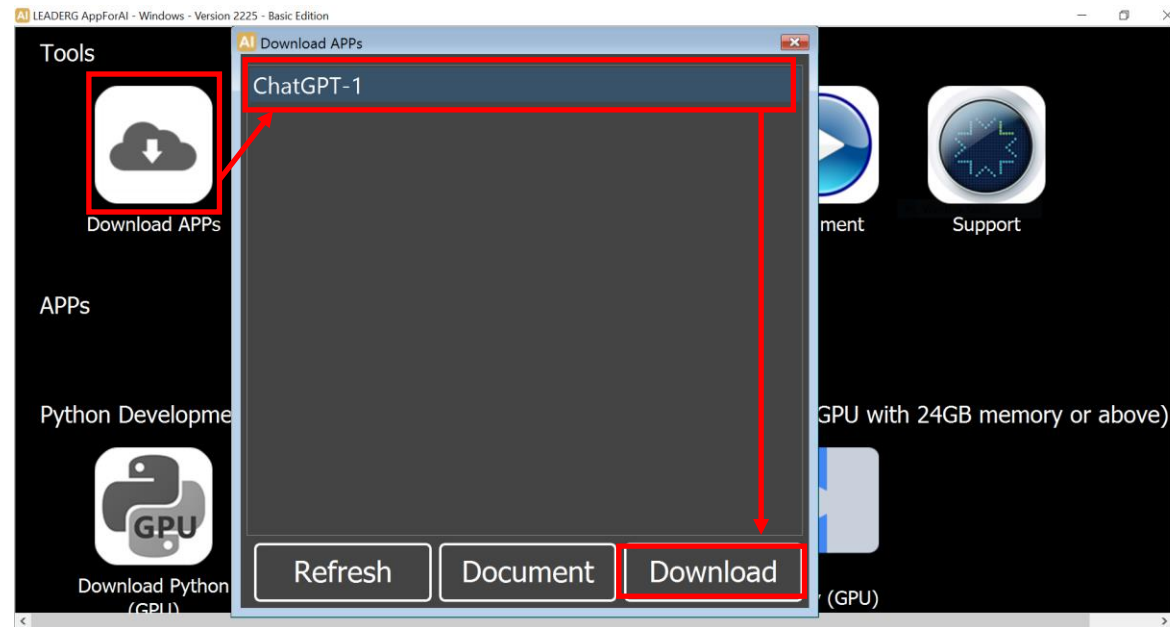 AI LEADERG AppForAI - Windows - Version 2225 - Basic Edition
Tools
AI Download APPs
ChatGPT-1
Download APPs
ment
Support
APPs
Python Developme
GPU with 24GB memory or above)
GPU
Download Python
(GPU)
(GPU)
Refresh
Document
Download